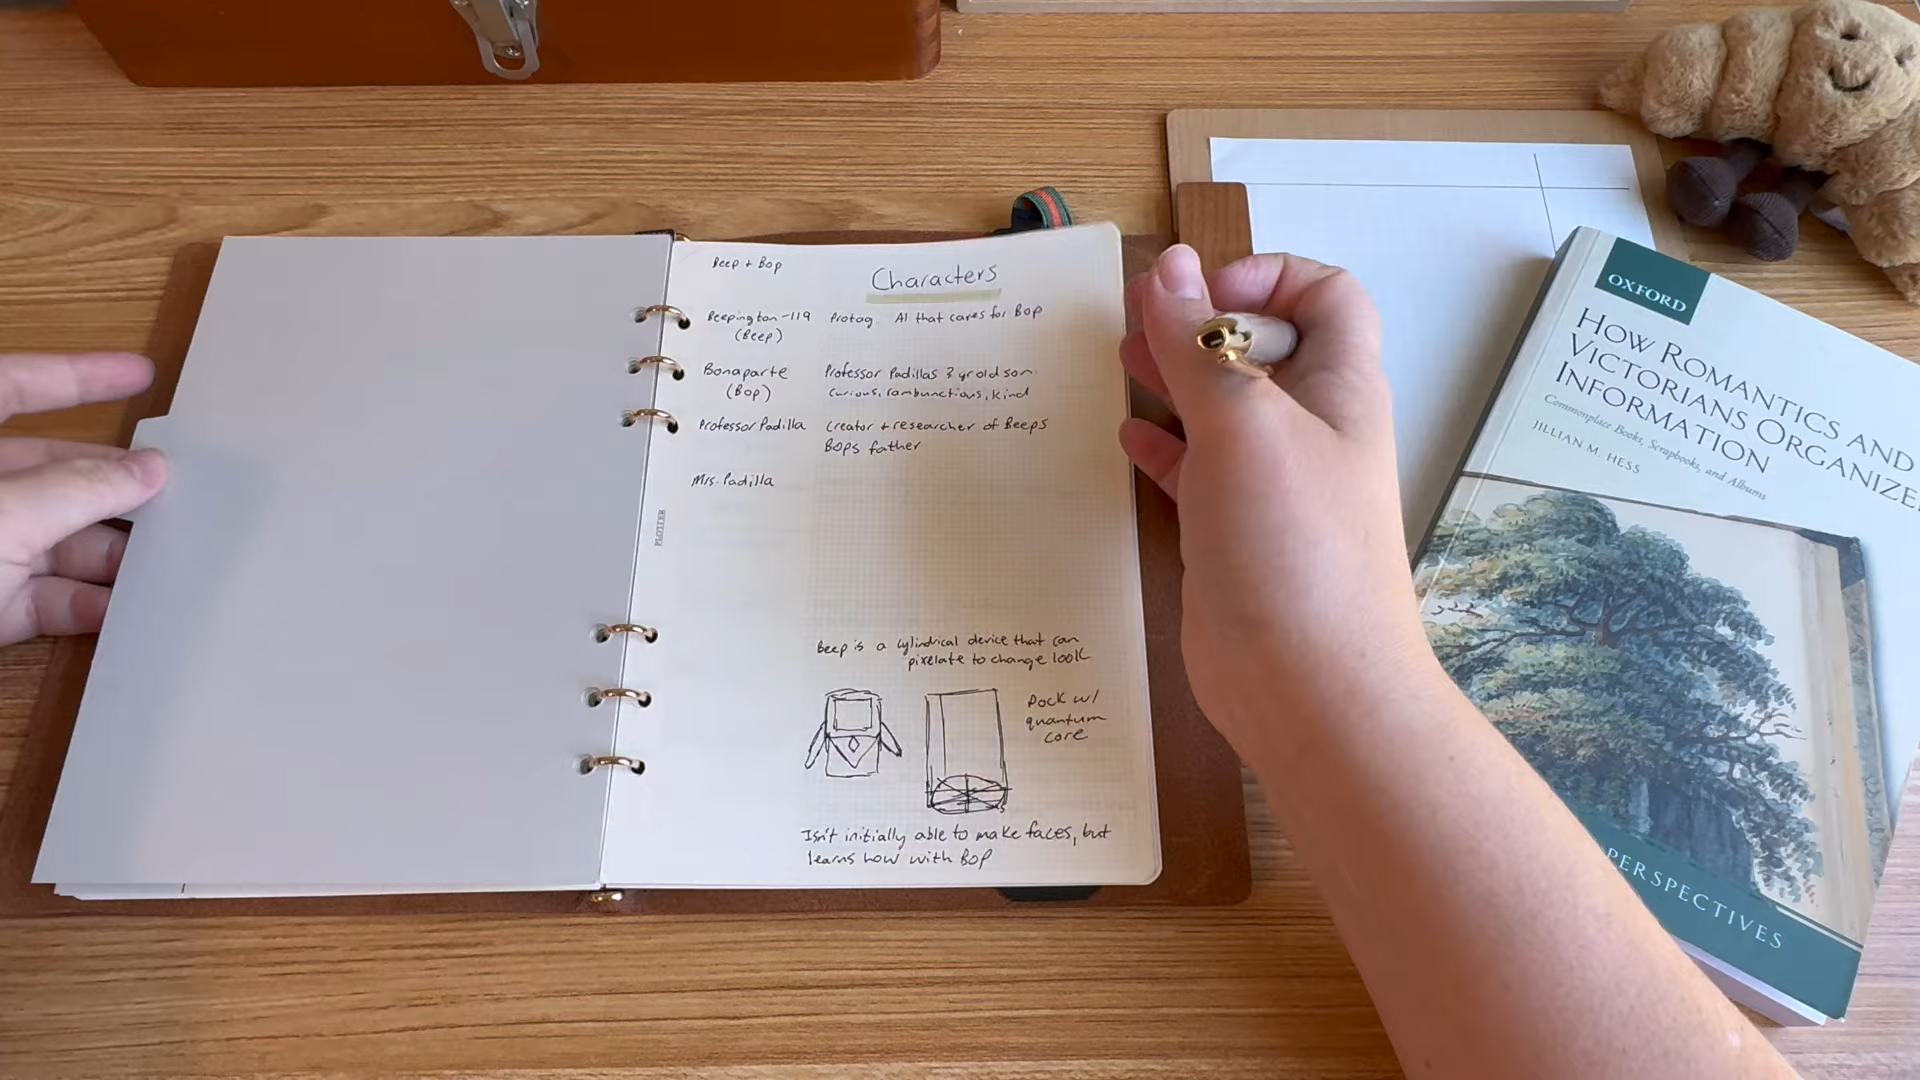 Beep + Bop
Characters
Beepington-119 Protag. AI that cares for Bop
(Beep)
Bonaparte Professor Padillas 3 yr old son
(Bop) Curious, rambunctious, kind
Professor Padilla Creator + researcher of Beeps
Bops father
Mrs. Padilla
PLOTTER
Beep is a cylindrical device that can
pixelate to change look
Dock w/
quantum
core
Isn't initially able to make faces, but
learns how with Bop
OXFORD
HOW ROMANTICS AND
VICTORIANS ORGANIZE
INFORMATION
Commonplace Books, Scrapbooks, and Albums
JILLIAN M. HESS
PERSPECTIVES